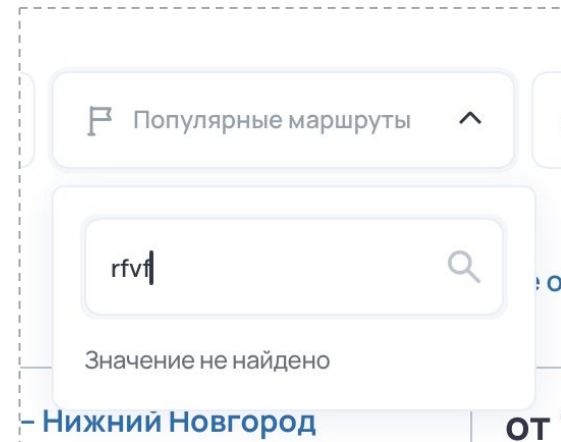 Популярные маршруты
rfvf
Значение не найдено
– Нижний Новгород
от